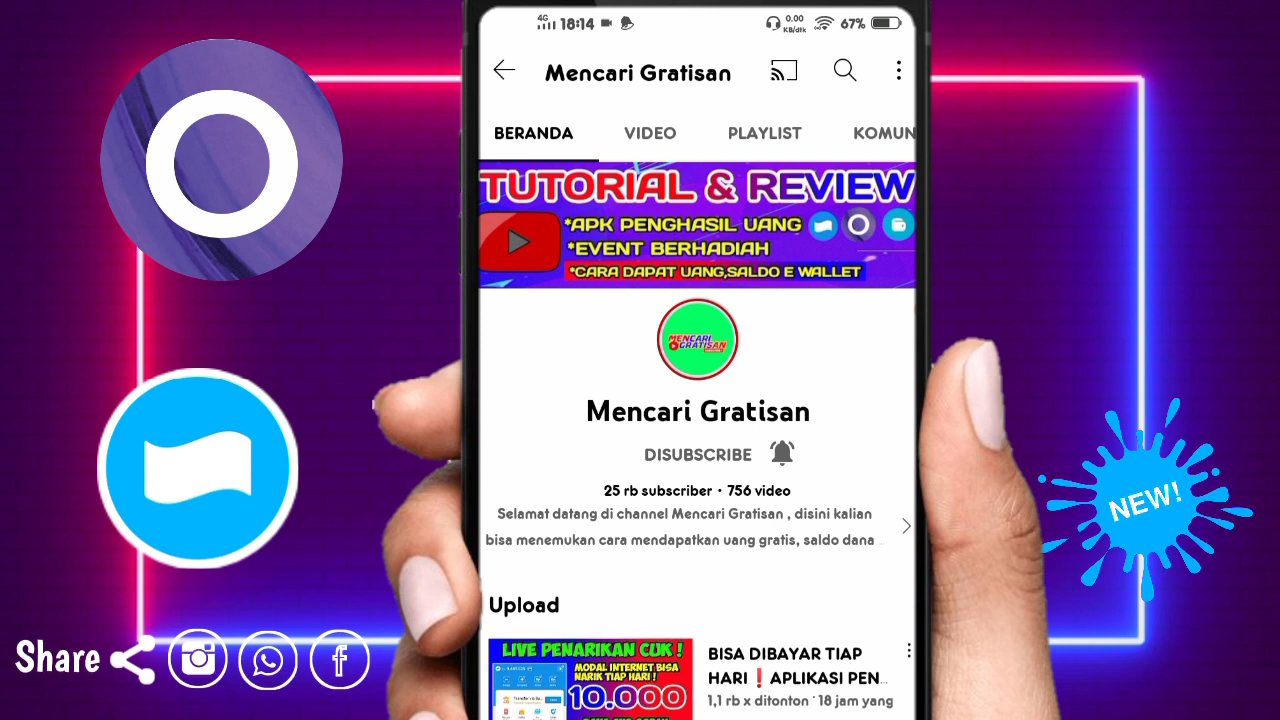 4G 18:14 0.00 KB/dtk 67%
Mencari Gratisan
BERANDA VIDEO PLAYLIST KOMUN
TUTORIAL & REVIEW
*APK PENGHASIL UANG
*EVENT BERHADIAH
*CARA DAPAT UANG,SALDO E WALLET
MENCARI
GRATISAN
Mencari Gratisan
DISUBSCRIBE
25 rb subscriber · 756 video
Selamat datang di channel Mencari Gratisan , disini kalian
bisa menemukan cara mendapatkan uang gratis, saldo dana
NEW!
Upload
LIVE PENARIKAN CUK !
MODAL INTERNET BISA
NARIK TIAP HARI !
10.000
BISA DIBAYAR TIAP
HARI ❗ APLIKASI PEN...
1,1 rb x ditonton · 18 jam yang
Share